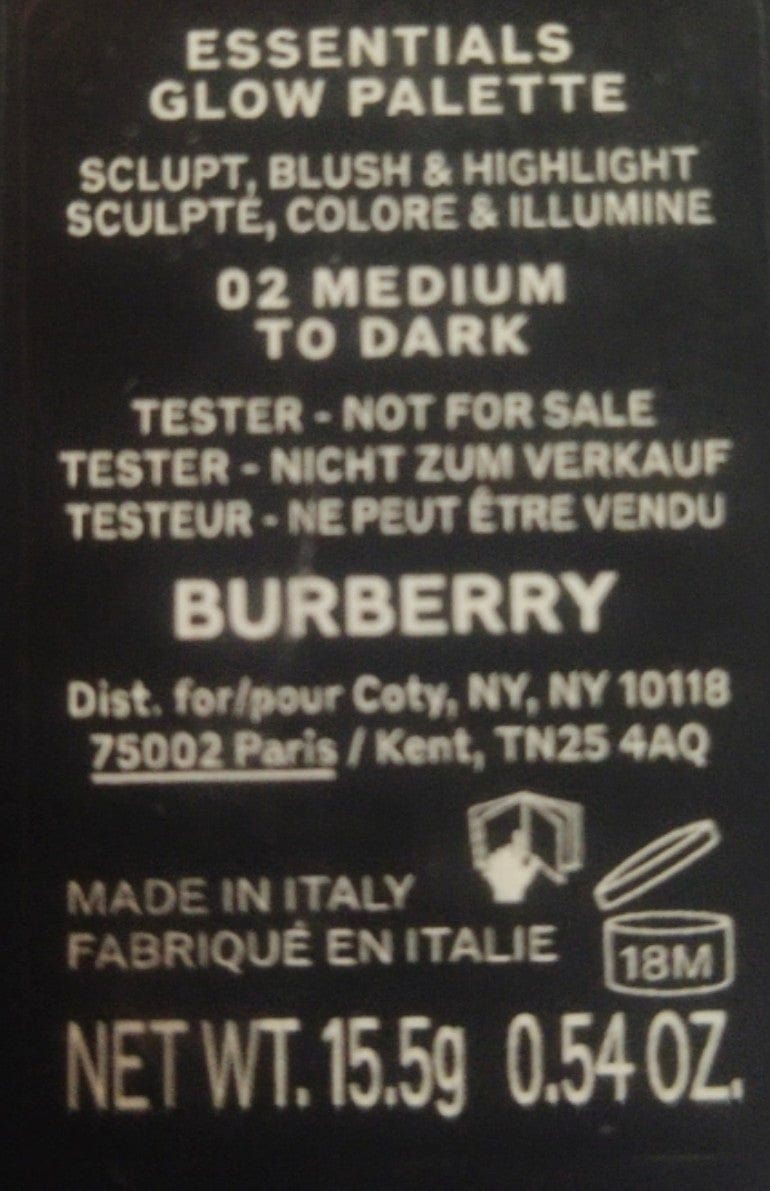 ESSENTIALS
GLOW PALETTE
SCLUPT, BLUSH & HIGHLIGHT
SCULPTE, COLORE & ILLUMINE
02 MEDIUM
TO DARK
TESTER - NOT FOR SALE
TESTER - NICHT ZUM VERKAUF
TESTEUR - NE PEUT ÊTRE VENDU
BURBERRY
Dist. for/pour Coty, NY, NY 10118
75002 Paris / Kent, TN25 4AQ
MADE IN ITALY
FABRIQUÉ EN ITALIE
18M
NET WT. 15.5g 0.54 OZ.